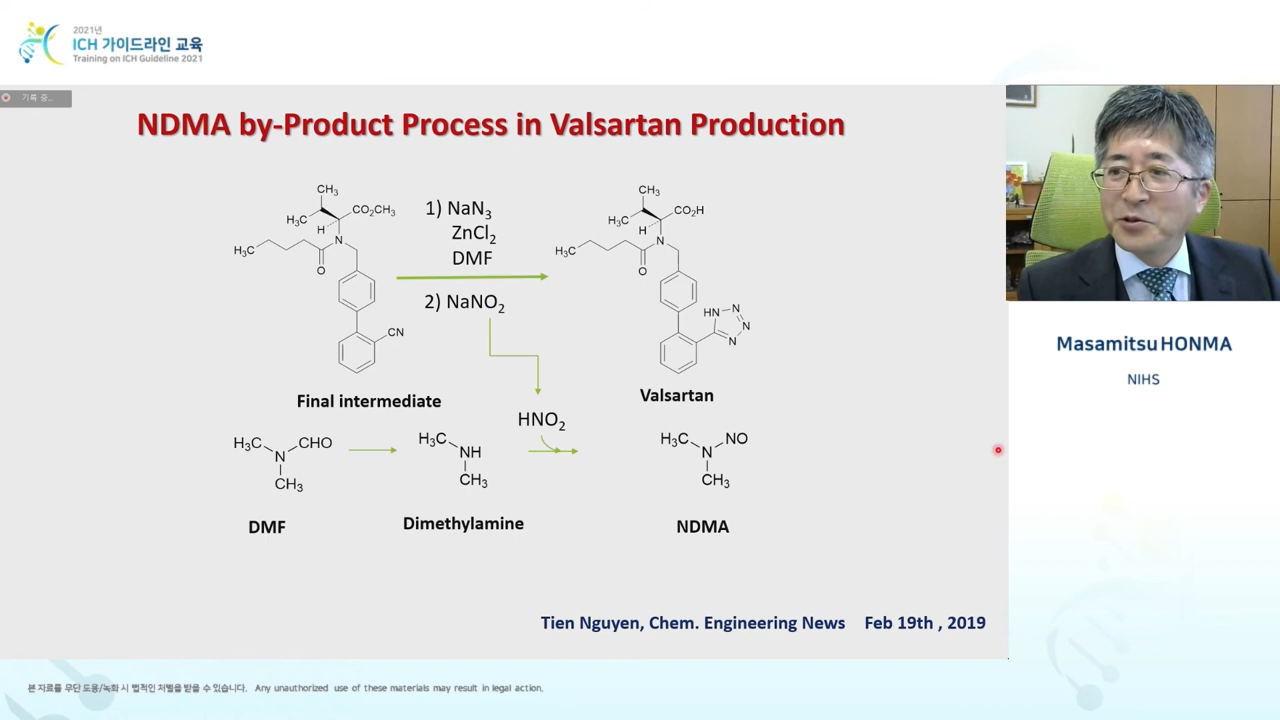 2021년
ICH 가이드라인 교육
Training on ICH Guideline 2021
기록 중...
NDMA by-Product Process in Valsartan Production
CH₃
H₃C
CO₂CH₃
H
N
H₃C
O
CN
Final intermediate
1) NaN₃
ZnCl₂
DMF
2) NaNO₂
CH₃
H₃C
CO₂H
H
N
H₃C
O
HN
N
N
N
Valsartan
HNO₂
H₃C
CHO
N
CH₃
DMF
H₃C
NH
CH₃
Dimethylamine
H₃C
NO
N
CH₃
NDMA
Tien Nguyen, Chem. Engineering News Feb 19th , 2019
Masamitsu HONMA
NIHS
본 자료를 무단 도용/녹화 시 법적인 처벌을 받을 수 있습니다. Any unauthorized use of these materials may result in legal action.